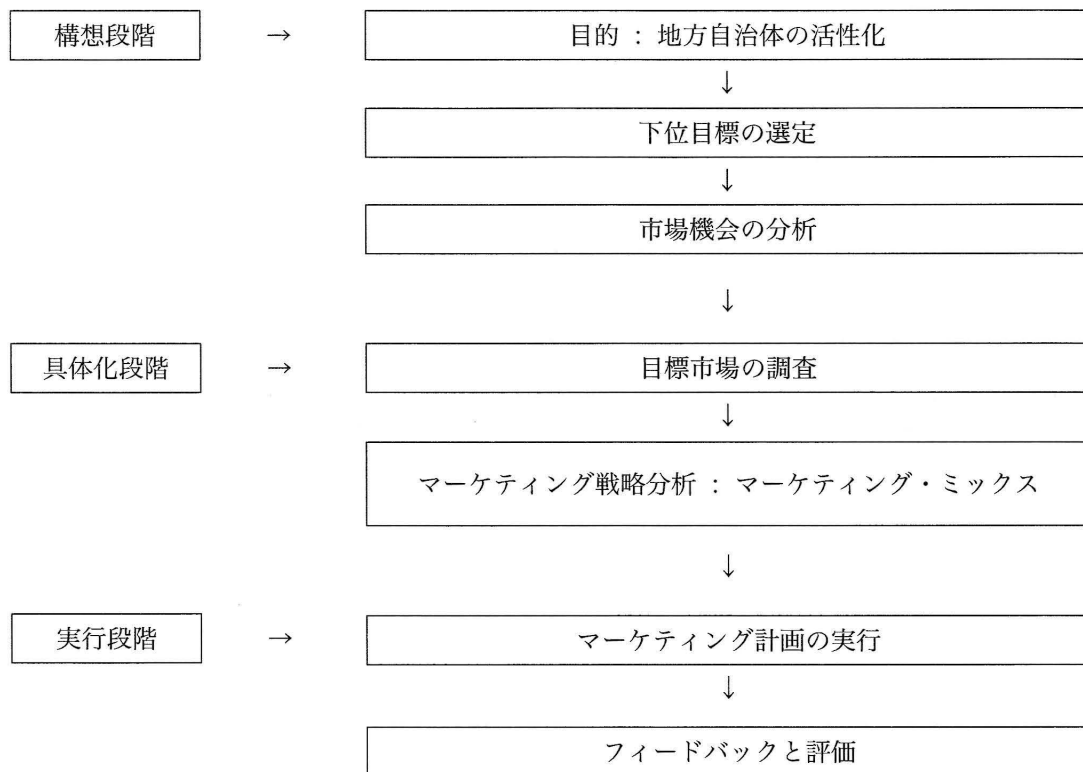 構想段階 → 目的 : 地方自治体の活性化
↓
下位目標の選定
↓
市場機会の分析
↓
具体化段階 → 目標市場の調査
↓
マーケティング戦略分析 : マーケティング・ミックス
↓
実行段階 → マーケティング計画の実行
↓
フィードバックと評価